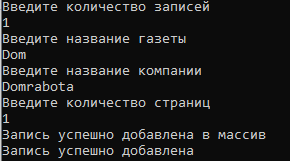 Введите количество записей
1
Введите название газеты
Dom
Введите название компании
Domrabota
Введите количество страниц
1
Запись успешно добавлена в массив
Запись успешно добавлена